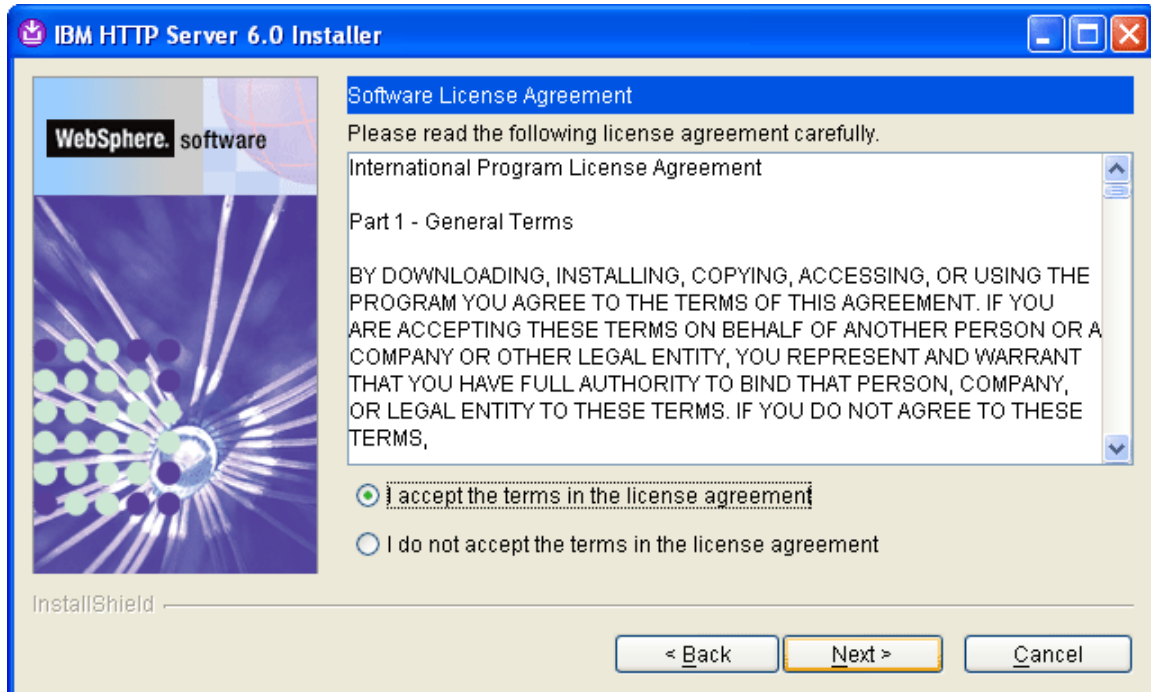 IBM HTTP Server 6.0 Installer
WebSphere. software
Software License Agreement
Please read the following license agreement carefully.
International Program License Agreement
Part 1 - General Terms
BY DOWNLOADING, INSTALLING, COPYING, ACCESSING, OR USING THE
PROGRAM YOU AGREE TO THE TERMS OF THIS AGREEMENT. IF YOU
ARE ACCEPTING THESE TERMS ON BEHALF OF ANOTHER PERSON OR A
COMPANY OR OTHER LEGAL ENTITY, YOU REPRESENT AND WARRANT
THAT YOU HAVE FULL AUTHORITY TO BIND THAT PERSON, COMPANY,
OR LEGAL ENTITY TO THESE TERMS. IF YOU DO NOT AGREE TO THESE
TERMS,
I accept the terms in the license agreement
I do not accept the terms in the license agreement
InstallShield
< Back
Next >
Cancel